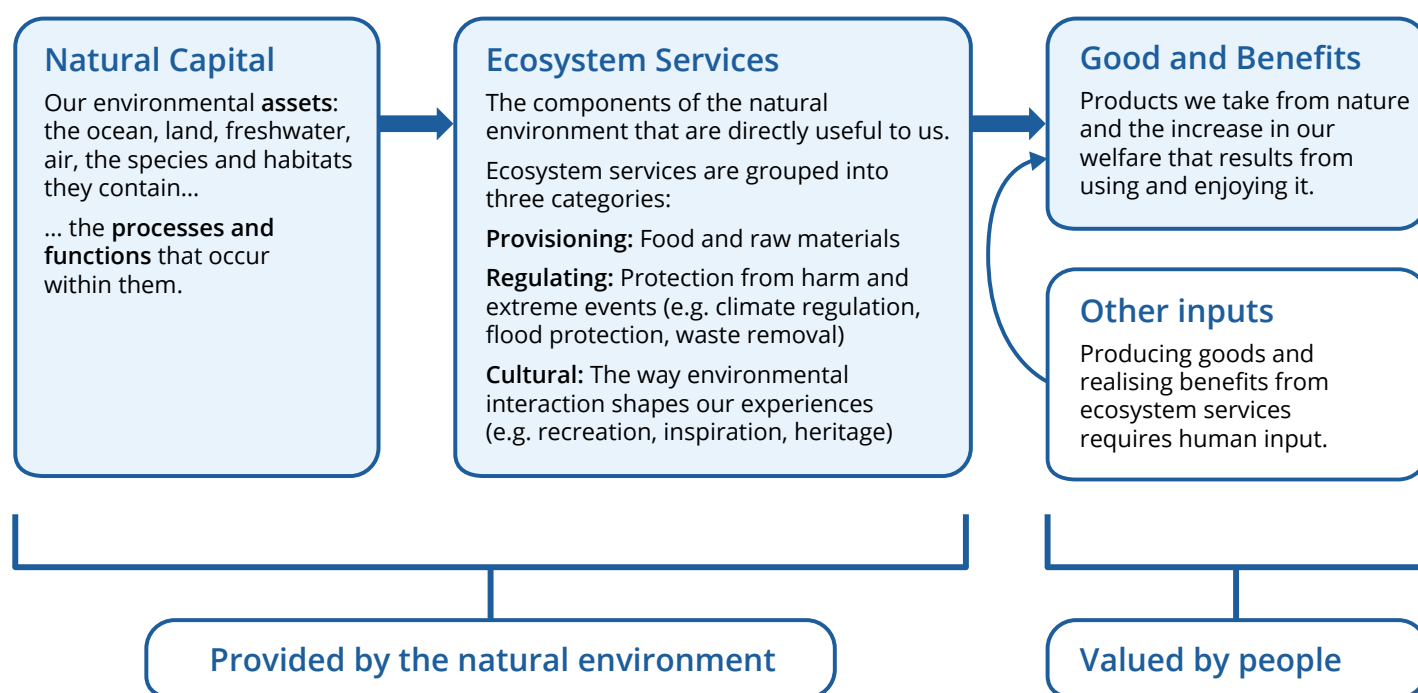 Natural Capital
Our environmental assets:
the ocean, land, freshwater,
air, the species and habitats
they contain...
... the processes and
functions that occur
within them.
Ecosystem Services
The components of the natural
environment that are directly useful to us.
Ecosystem services are grouped into
three categories:
Provisioning: Food and raw materials
Regulating: Protection from harm and
extreme events (e.g. climate regulation,
flood protection, waste removal)
Cultural: The way environmental
interaction shapes our experiences
(e.g. recreation, inspiration, heritage)
Good and Benefits
Products we take from nature
and the increase in our
welfare that results from
using and enjoying it.
Other inputs
Producing goods and
realising benefits from
ecosystem services
requires human input.
Provided by the natural environment
Valued by people